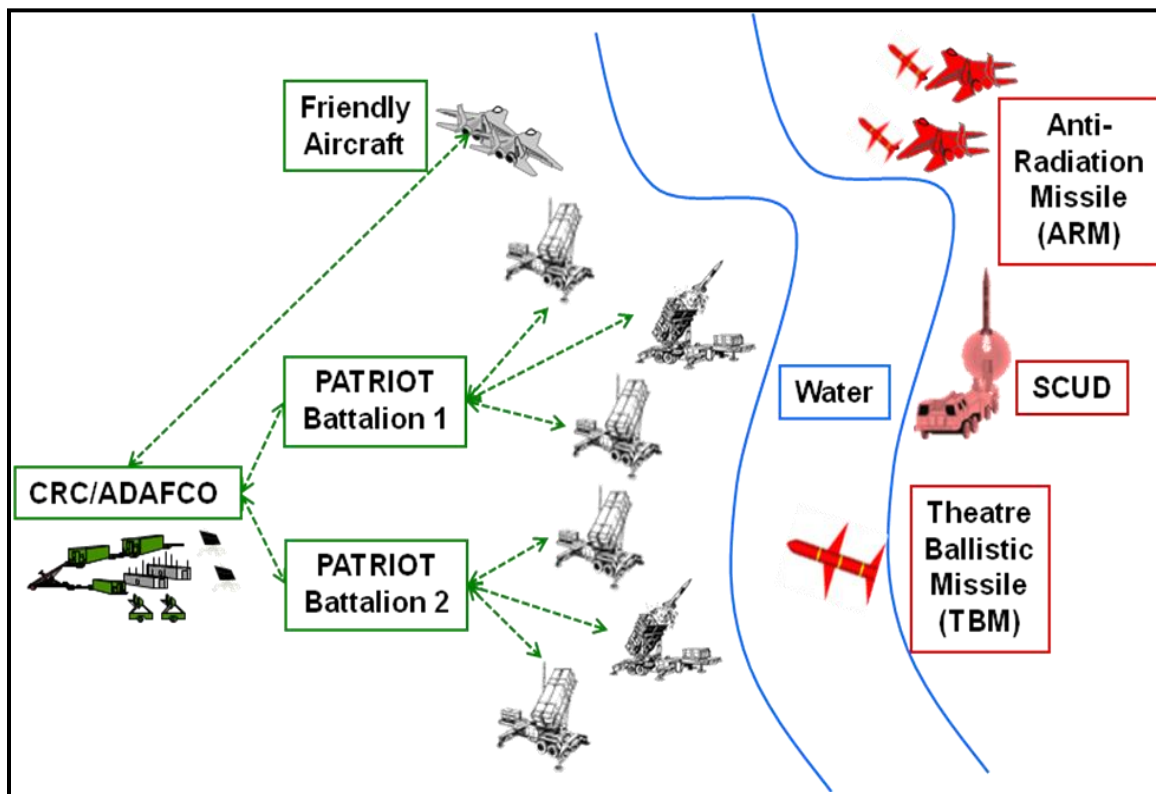 Friendly
Aircraft
Anti-
Radiation
Missile
(ARM)
PATRIOT
Battalion 1
Water
SCUD
CRC/ADAFCO
PATRIOT
Battalion 2
Theatre
Ballistic
Missile
(TBM)